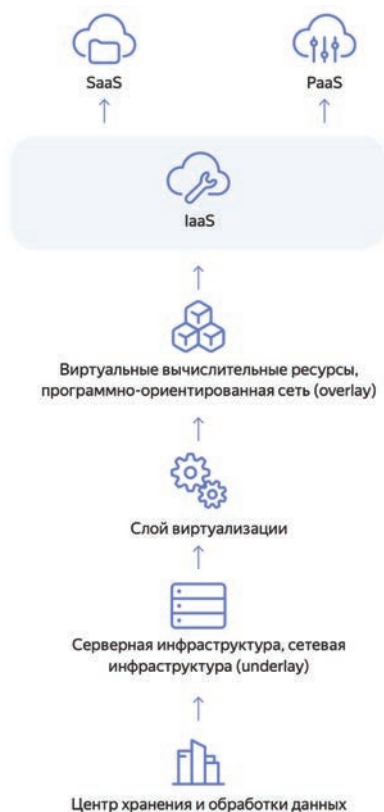 SaaS
PaaS
IaaS
Виртуальные вычислительные ресурсы,
программно-ориентированная сеть (overlay)
Слой виртуализации
Серверная инфраструктура, сетевая
инфраструктура (underlay)
Центр хранения и обработки данных